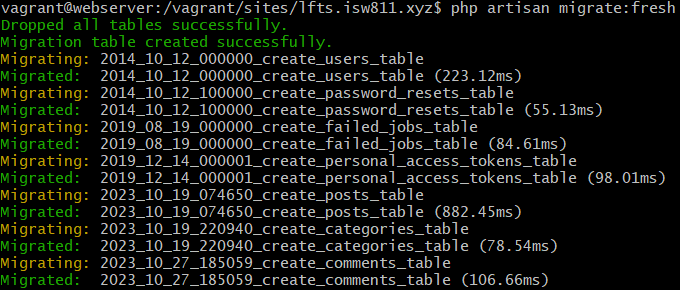 vagrant@webserver:/vagrant/sites/lfts.isw811.xyz$ php artisan migrate:fresh
Dropped all tables successfully.
Migration table created successfully.
Migrating: 2014_10_12_000000_create_users_table
Migrated:  2014_10_12_000000_create_users_table (223.12ms)
Migrating: 2014_10_12_100000_create_password_resets_table
Migrated:  2014_10_12_100000_create_password_resets_table (55.13ms)
Migrating: 2019_08_19_000000_create_failed_jobs_table
Migrated:  2019_08_19_000000_create_failed_jobs_table (84.61ms)
Migrating: 2019_12_14_000001_create_personal_access_tokens_table
Migrated:  2019_12_14_000001_create_personal_access_tokens_table (98.01ms)
Migrating: 2023_10_19_074650_create_posts_table
Migrated:  2023_10_19_074650_create_posts_table (882.45ms)
Migrating: 2023_10_19_220940_create_categories_table
Migrated:  2023_10_19_220940_create_categories_table (78.54ms)
Migrating: 2023_10_27_185059_create_comments_table
Migrated:  2023_10_27_185059_create_comments_table (106.66ms)